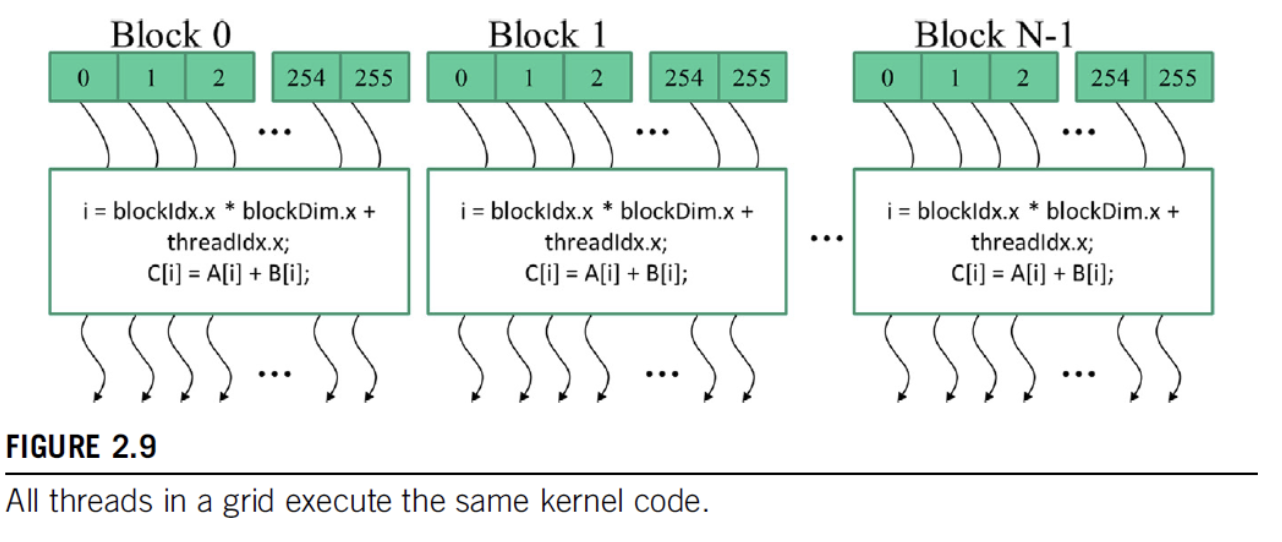 Block 0 Block 1 Block N-1
0 1 2 254 255 0 1 2 254 255 0 1 2 254 255
... ... ...
i = blockIdx.x * blockDim.x +
threadIdx.x;
C[i] = A[i] + B[i];
i = blockIdx.x * blockDim.x +
threadIdx.x;
C[i] = A[i] + B[i];
...
i = blockIdx.x * blockDim.x +
threadIdx.x;
C[i] = A[i] + B[i];
... ... ...
FIGURE 2.9
All threads in a grid execute the same kernel code.